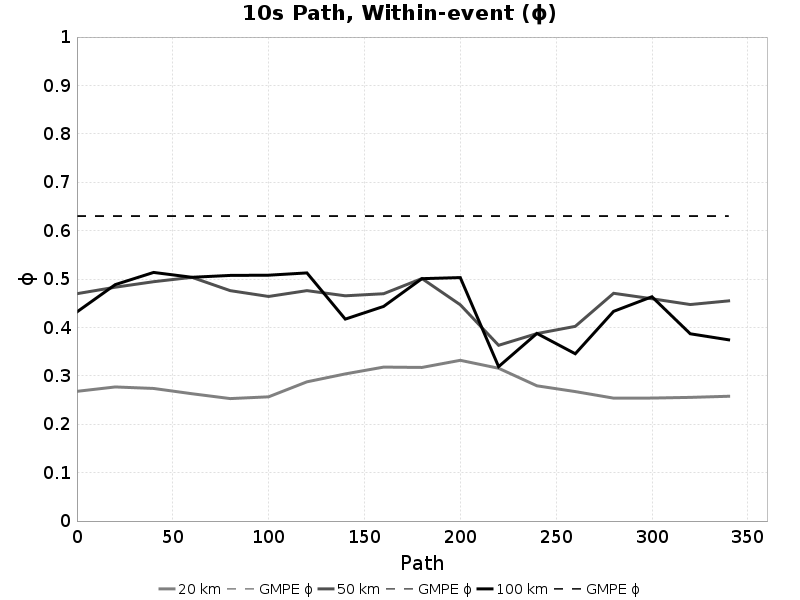 10s Path, Within-event (ϕ)
1
0.9
0.8
0.7
0.6
0.5
0.4
0.3
0.2
0.1
0
ϕ
0 50 100 150 200 250 300 350
Path
20 km GMPE ϕ 50 km GMPE ϕ 100 km GMPE ϕ